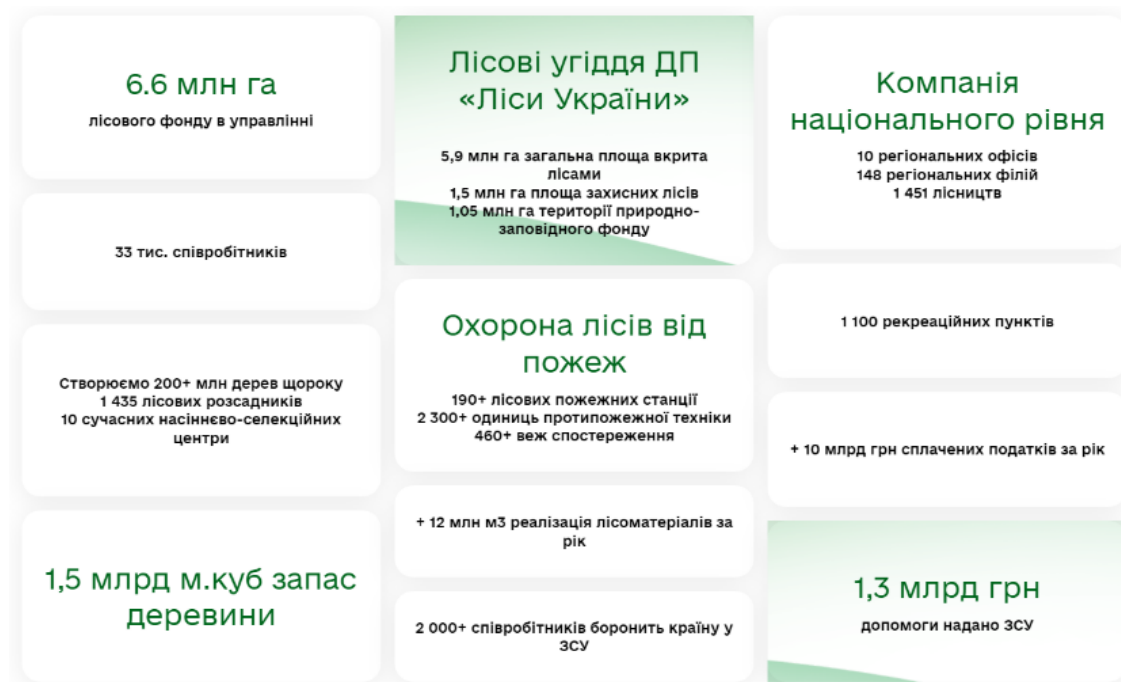 6.6 млн га
лісового фонду в управлінні
33 тис. співробітників
Створюємо 200+ млн дерев щороку
1 435 лісових розсадників
10 сучасних насіннєво-селекційних
центри
1,5 млрд м.куб запас
деревини
Лісові угіддя ДП
«Ліси України»
5,9 млн га загальна площа вкрита
лісами
1,5 млн га площа захисних лісів
1,05 млн га території природно-
заповідного фонду
Охорона лісів від
пожеж
190+ лісових пожежних станції
2 300+ одиниць протипожежної техніки
460+ веж спостереження
+ 12 млн м3 реалізація лісоматеріалів за
рік
2 000+ співробітників боронить країну у
ЗСУ
Компанія
національного рівня
10 регіональних офісів
148 регіональних філій
1 451 лісництв
1 100 рекреаційних пунктів
+ 10 млрд грн сплачених податків за рік
1,3 млрд грн
допомоги надано ЗСУ